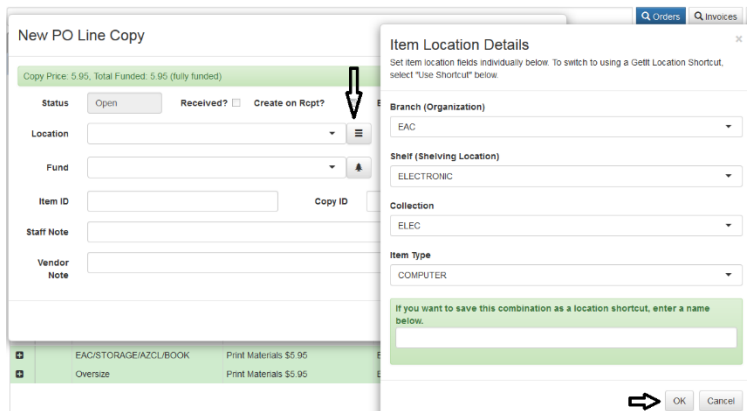 Orders Invoices
New PO Line Copy
Copy Price: 5.95, Total Funded: 5.95 (fully funded)
Status Open Received? Create on Rcpt?
Location
Fund
Item ID Copy ID
Staff Note
Vendor
Note
EAC/STORAGE/AZCL/BOOK Print Materials $5.95
Oversize Print Materials $5.95
Item Location Details
Set item location fields individually below. To switch to using a GetIt Location Shortcut,
select "Use Shortcut" below.
Branch (Organization)
EAC
Shelf (Shelving Location)
ELECTRONIC
Collection
ELEC
Item Type
COMPUTER
If you want to save this combination as a location shortcut, enter a name
below.
OK Cancel